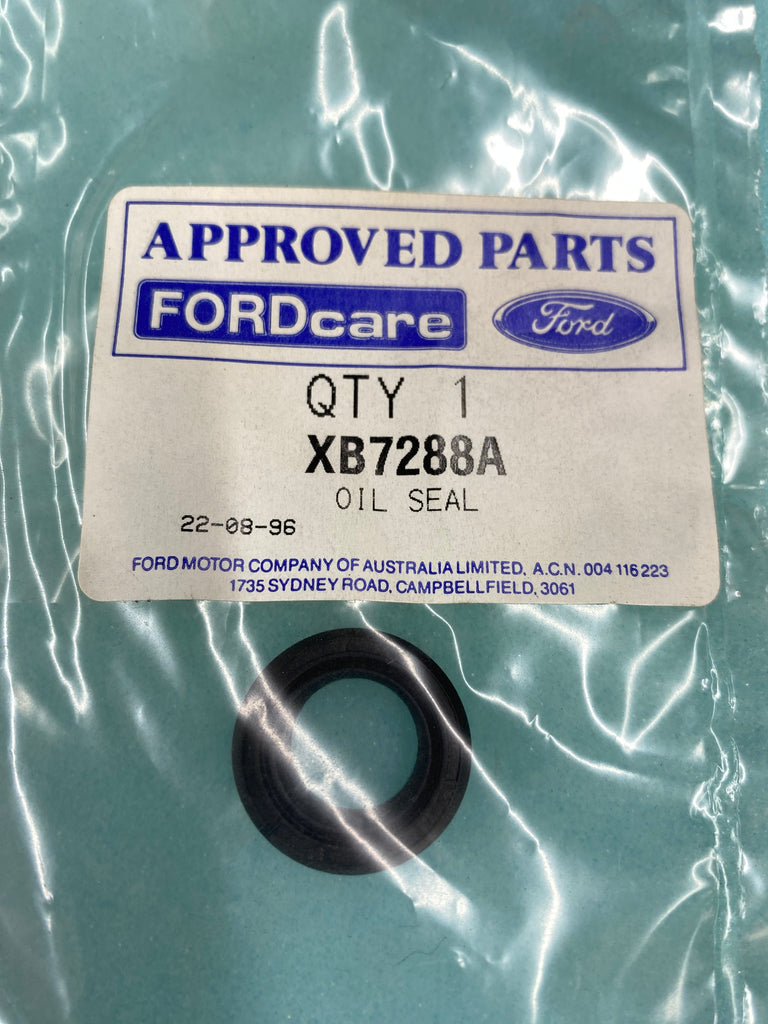 APPROVED PARTS
FORDcare Ford
QTY 1
XB7288A
OIL SEAL
22-08-96
FORD MOTOR COMPANY OF AUSTRALIA LIMITED, A.C.N. 004 116 223
1735 SYDNEY ROAD, CAMPBELLFIELD, 3061